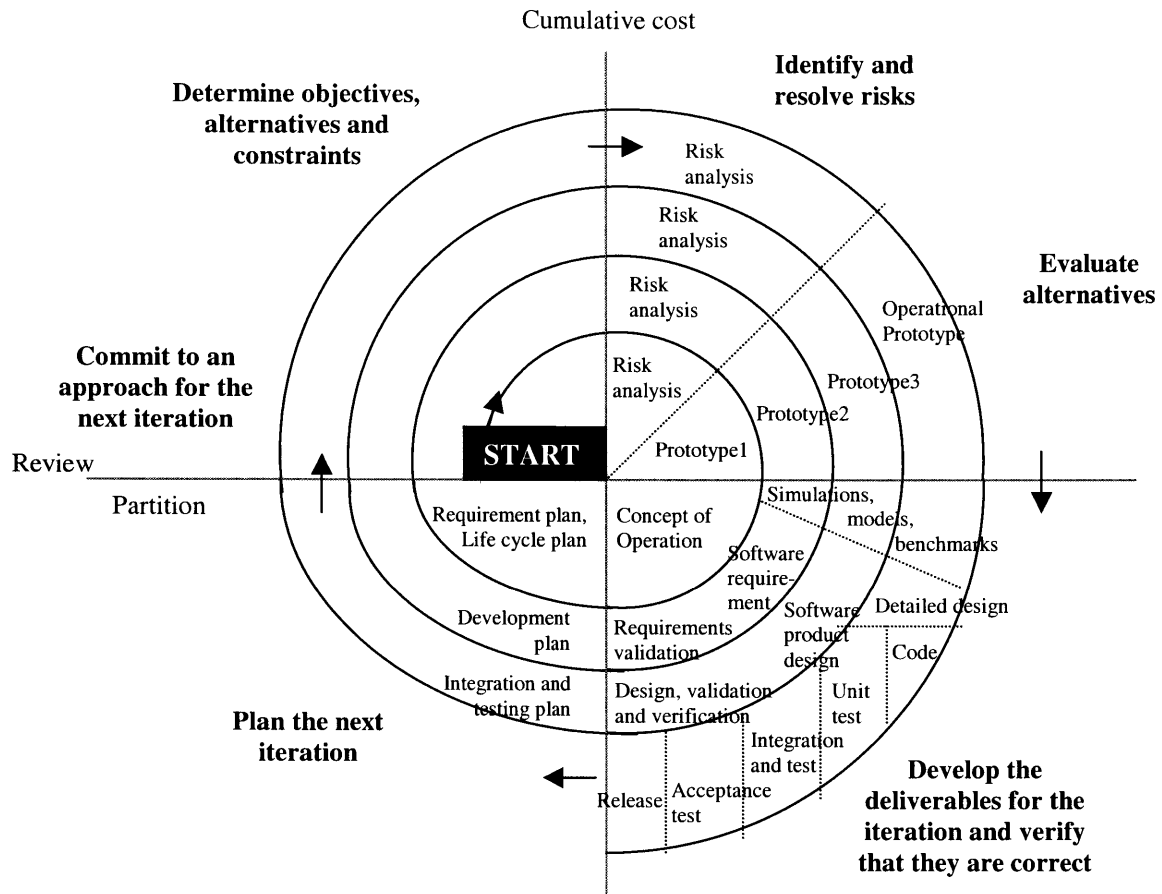 Cumulative cost
Determine objectives,
alternatives and
constraints
Identify and
resolve risks
Risk
analysis
Risk
analysis
Risk
analysis
Risk
analysis
Evaluate
alternatives
Operational
Prototype
Prototype3
Prototype2
Prototype1
Commit to an
approach for the
next iteration
START
Review
Partition
Requirement plan,
Life cycle plan
Concept of
Operation
Simulations,
models,
benchmarks
Software
require-
ment
Detailed design
Software
product
design
Code
Development
plan
Requirements
validation
Integration and
testing plan
Design, validation
and verification
Unit
test
Integration
and test
Plan the next
iteration
Release
Acceptance
test
Develop the
deliverables for the
iteration and verify
that they are correct